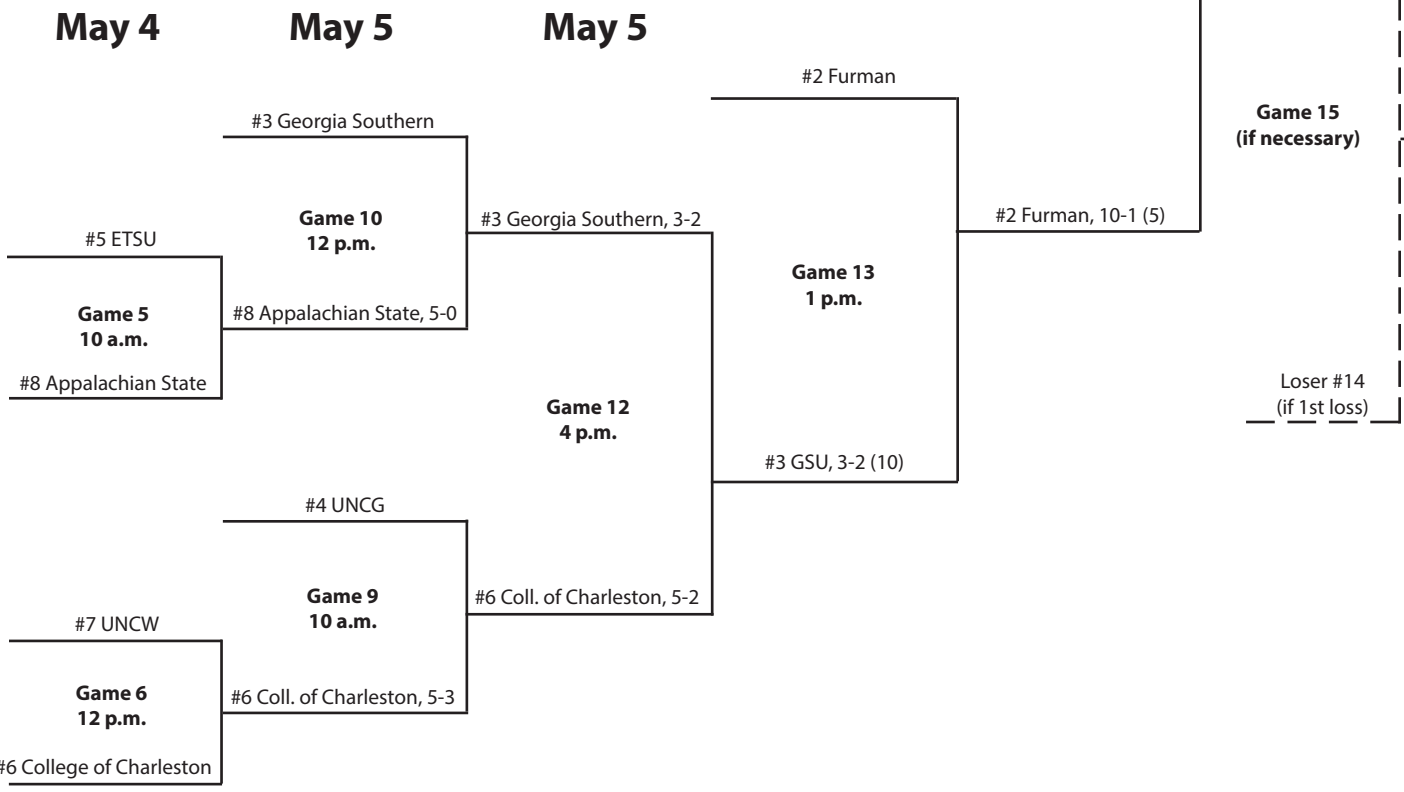 May 4
May 5
May 5
#2 Furman
#3 Georgia Southern
Game 15
(if necessary)
Game 10
12 p.m.
#3 Georgia Southern, 3-2
#2 Furman, 10-1 (5)
#5 ETSU
Game 13
1 p.m.
Game 5
10 a.m.
#8 Appalachian State, 5-0
#8 Appalachian State
Loser #14
(if 1st loss)
Game 12
4 p.m.
#3 GSU, 3-2 (10)
#4 UNCG
Game 9
10 a.m.
#6 Coll. of Charleston, 5-2
#7 UNCW
Game 6
12 p.m.
#6 Coll. of Charleston, 5-3
#6 College of Charleston